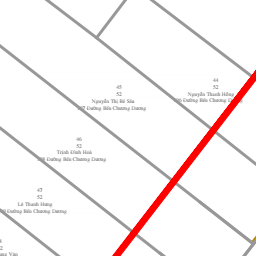 44
52
Nguyễn Thanh Hồng
Đường Bến Chương Dương
45
52
Nguyễn Thị Bé Sáu
Đường Bến Chương Dương
46
52
Trịnh Đình Hoà
Đường Bến Chương Dương
47
52
Lê Thanh Hùng
Đường Bến Chương Dương